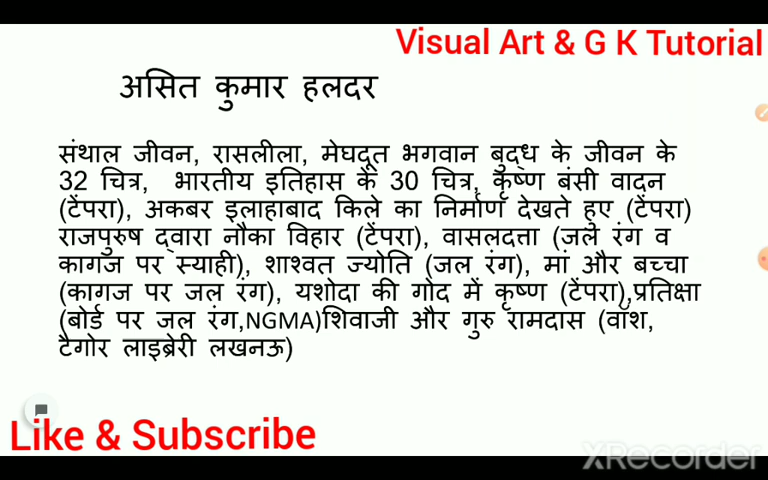 Visual Art & G K Tutorial
असित कुमार हलदर
संथाल जीवन, रासलीला, मेघदूत भगवान बुद्ध के जीवन के
32 चित्र, भारतीय इतिहास के 30 चित्र, कृष्ण बंसी वादन
(टेंपरा), अकबर इलाहाबाद किले का निर्माण देखते हुए (टेंपरा)
राजपुरुष द्वारा नौका विहार (टेंपरा), वासलदत्ता (जल रंग व
कागज पर स्याही), शाश्वत ज्योति (जल रंग), मां और बच्चा
(कागज पर जल रंग), यशोदा की गोद में कृष्ण (टेंपरा),प्रतिक्षा
(बोर्ड पर जल रंग,NGMA)शिवाजी और गुरु रामदास (वॉश,
टैगोर लाइब्रेरी लखनऊ)
Like & Subscribe
XRecorder